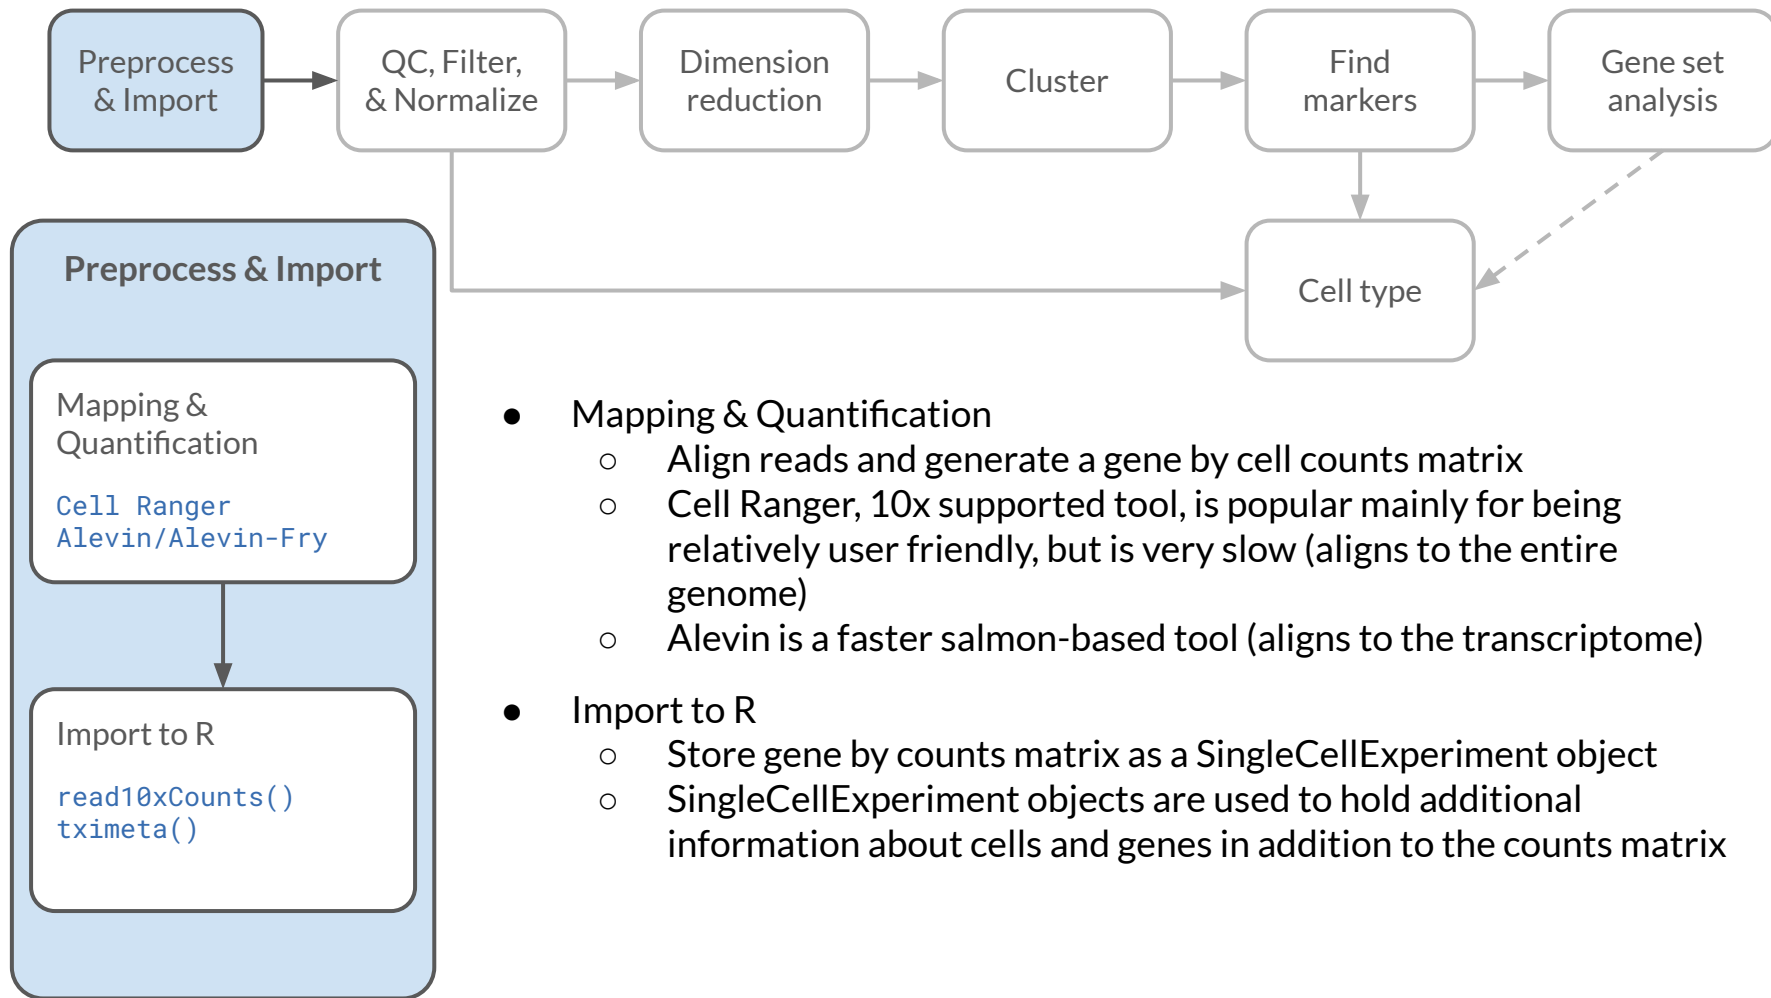 Preprocess
& Import
QC, Filter,
& Normalize
Dimension
reduction
Cluster
Find
markers
Gene set
analysis
Cell type
Preprocess & Import
Mapping &
Quantification
Cell Ranger
Alevin/Alevin-Fry
Import to R
read10xCounts()
tximeta()
● Mapping & Quantification
○ Align reads and generate a gene by cell counts matrix
○ Cell Ranger, 10x supported tool, is popular mainly for being
relatively user friendly, but is very slow (aligns to the entire
genome)
○ Alevin is a faster salmon-based tool (aligns to the transcriptome)
● Import to R
○ Store gene by counts matrix as a SingleCellExperiment object
○ SingleCellExperiment objects are used to hold additional
information about cells and genes in addition to the counts matrix